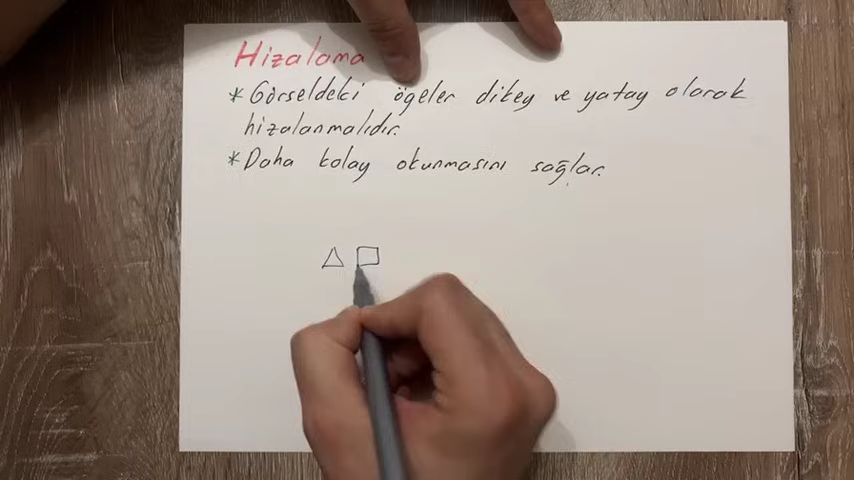 Hizalama
* Görseldeki ögeler dikey ve yatay olarak
hizalanmalıdır.
* Daha kolay okunmasını sağlar.